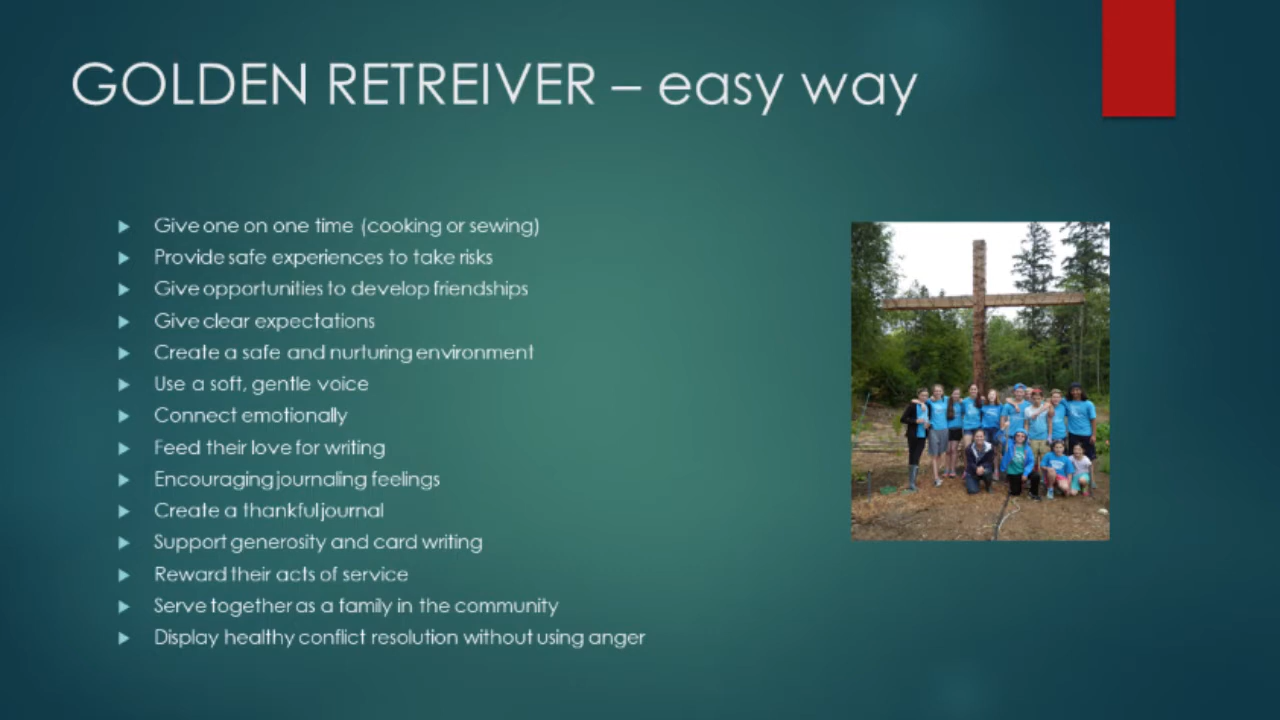 GOLDEN RETREIVER – easy way
Give one on one time (cooking or sewing)
Provide safe experiences to take risks
Give opportunities to develop friendships
Give clear expectations
Create a safe and nurturing environment
Use a soft, gentle voice
Connect emotionally
Feed their love for writing
Encouraging journaling feelings
Create a thankful journal
Support generosity and card writing
Reward their acts of service
Serve together as a family in the community
Display healthy conflict resolution without using anger